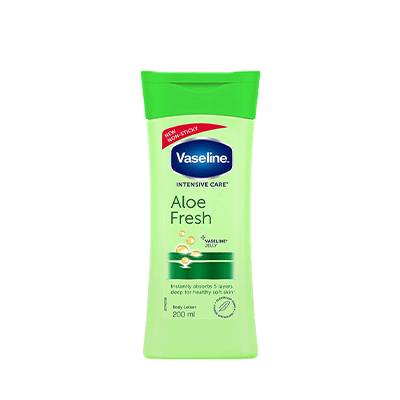 NEW
NON-STICKY
Vaseline.
INTENSIVE CARE™
Aloe
Fresh
VASELINE®
JELLY
Instantly absorbs 5 layers
deep for healthy soft skin*
Body Lotion
200 ml